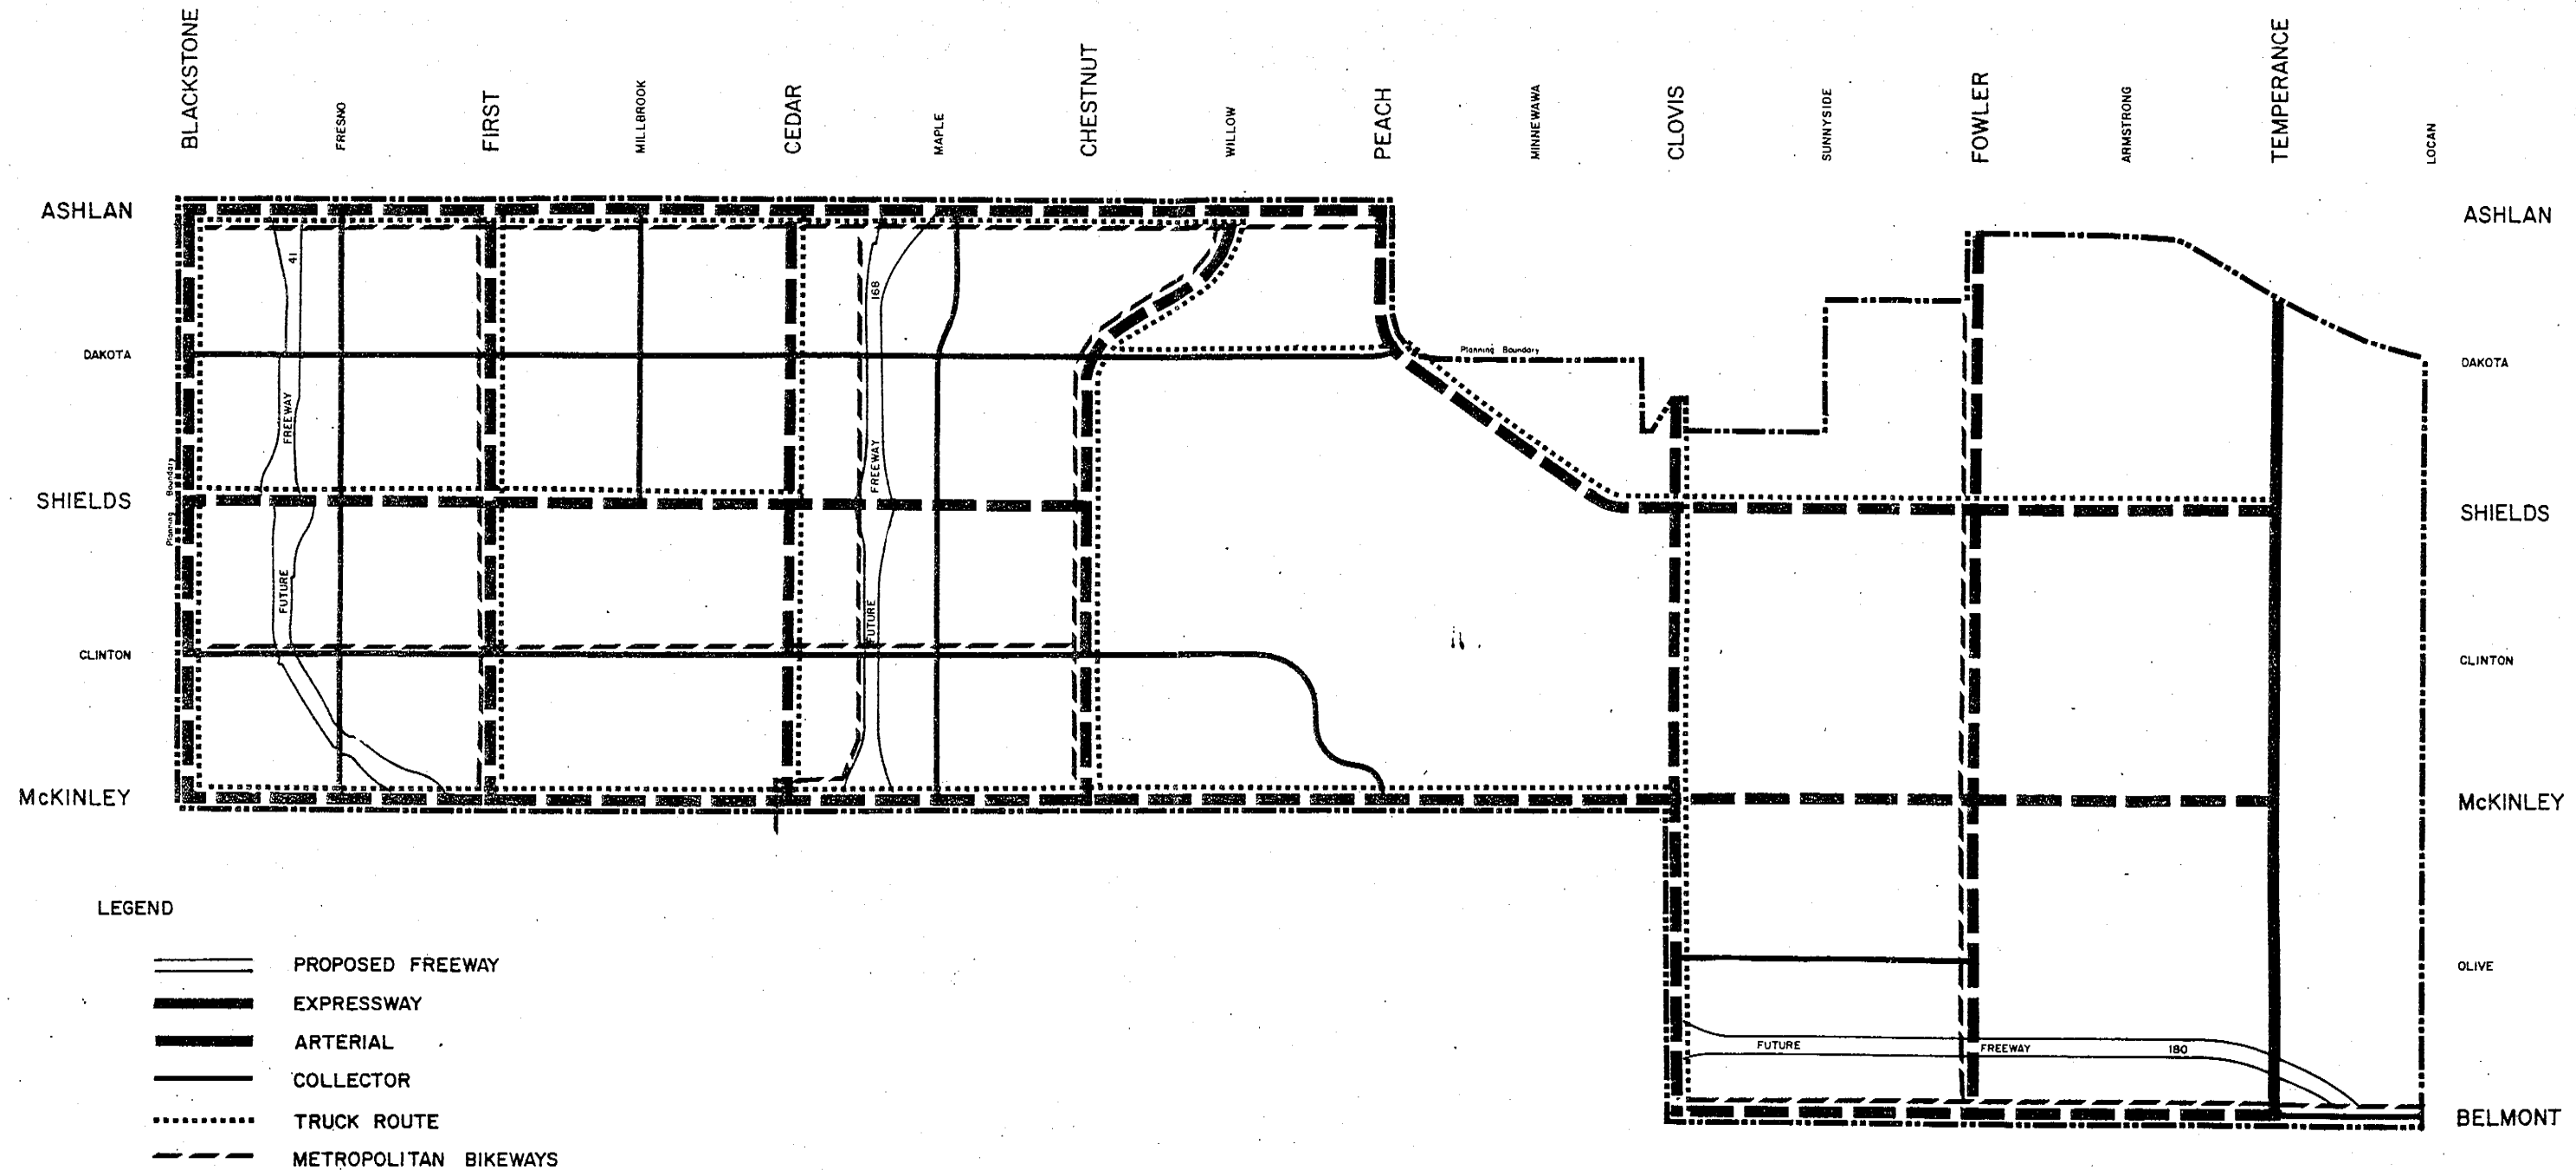 BLACKSTONE
FRESNO
FIRST
MILLBROOK
CEDAR
MAPLE
CHESTNUT
WILLOW
PEACH
MINNEWAWA
CLOVIS
SUNNYSIDE
FOWLER
ARMSTRONG
TEMPERANCE
LOCAN
ASHLAN
ASHLAN
41
168
DAKOTA
Planning Boundary
DAKOTA
FREEWAY
FREEWAY
Planning Boundary
SHIELDS
SHIELDS
FUTURE
FUTURE
CLINTON
CLINTON
McKINLEY
McKINLEY
OLIVE
FUTURE FREEWAY 180
BELMONT
LEGEND
PROPOSED FREEWAY
EXPRESSWAY
ARTERIAL
COLLECTOR
TRUCK ROUTE
METROPOLITAN BIKEWAYS